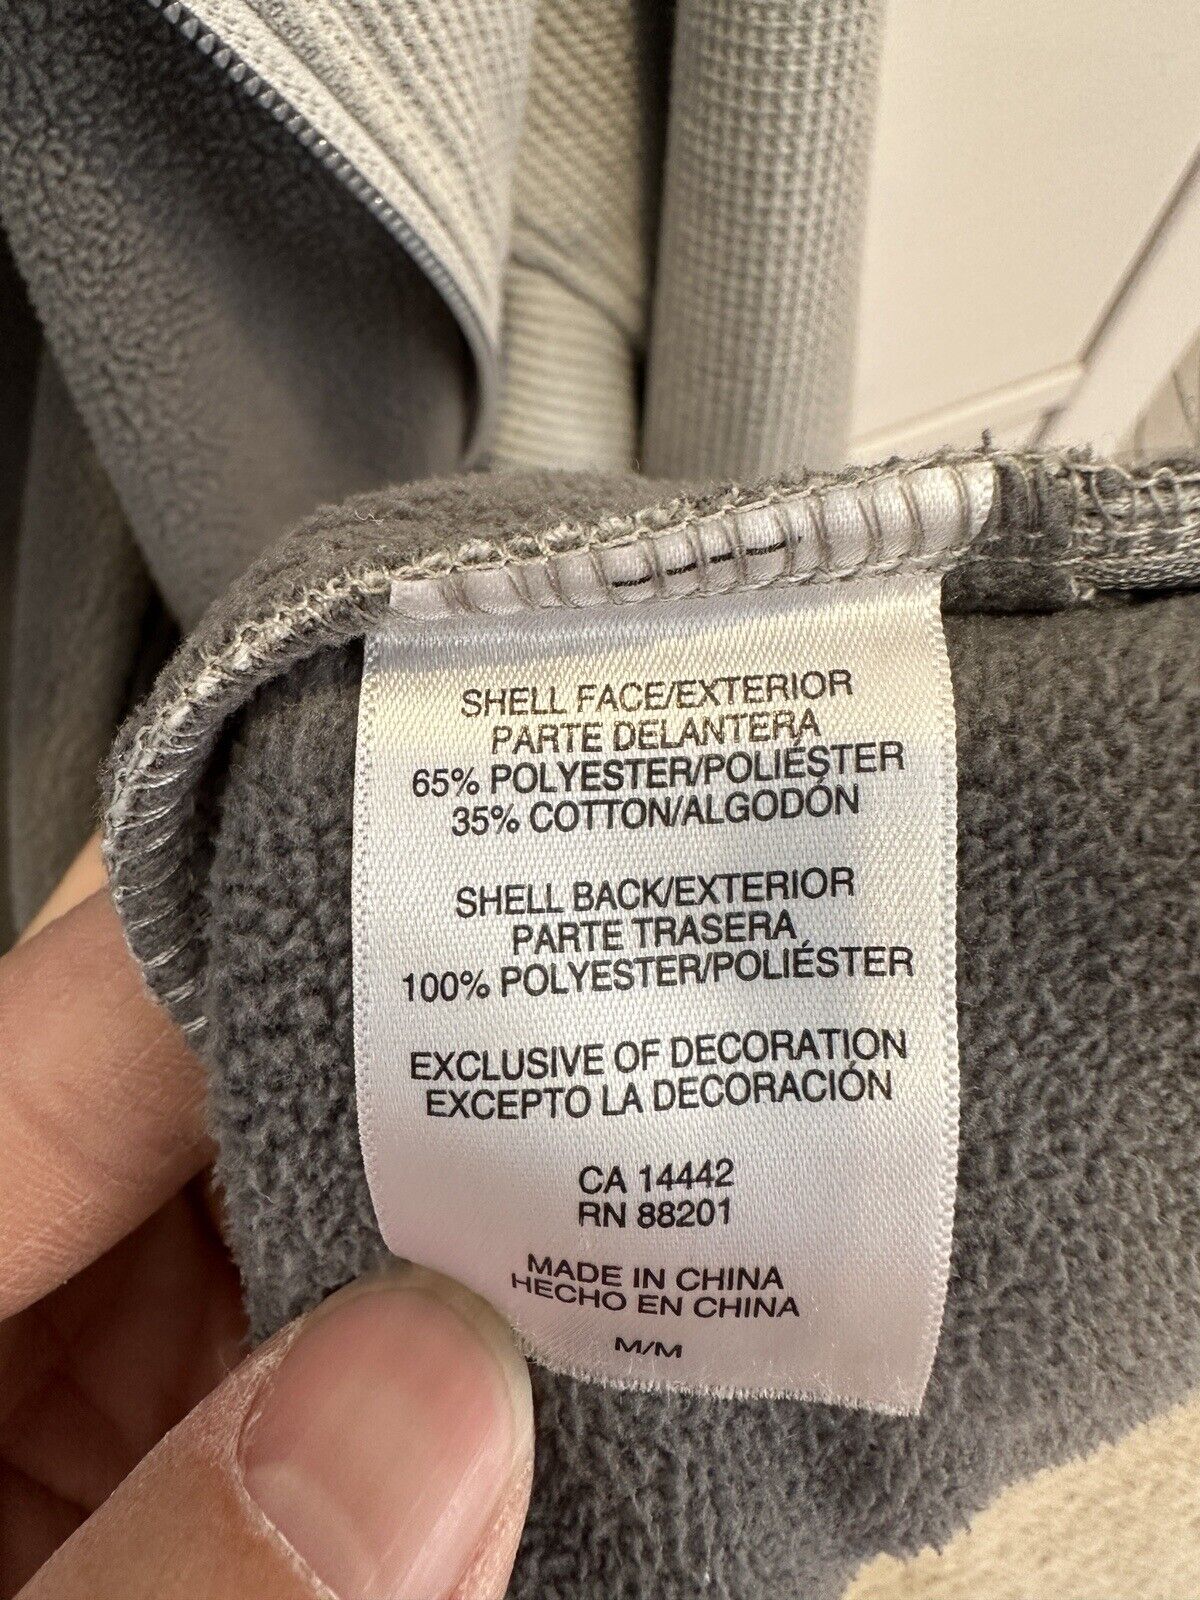 SHELL FACE/EXTERIOR
PARTE DELANTERA
65% POLYESTER/POLIÉSTER
35% COTTON/ALGODÓN
SHELL BACK/EXTERIOR
PARTE TRASERA
100% POLYESTER/POLIÉSTER
EXCLUSIVE OF DECORATION
EXCEPTO LA DECORACIÓN
CA 14442
RN 88201
MADE IN CHINA
HECHO EN CHINA
M/M